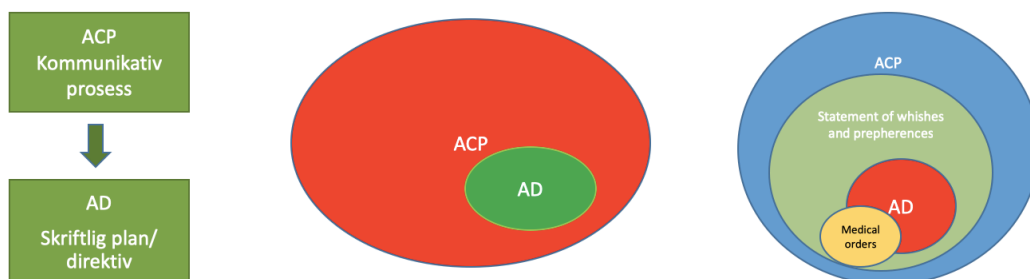 ACP
Kommunikativ
prosess
AD
Skriftlig plan/
direktiv
ACP
AD
ACP
Statement of whishes
and prepherences
AD
Medical
orders